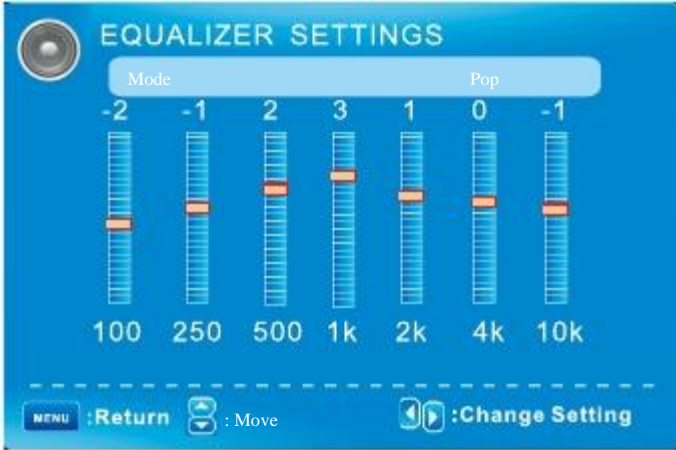 EQUALIZER SETTINGS
Mode Pop
-2 -1 2 3 1 0 -1
100 250 500 1k 2k 4k 10k
MENU :Return : Move :Change Setting